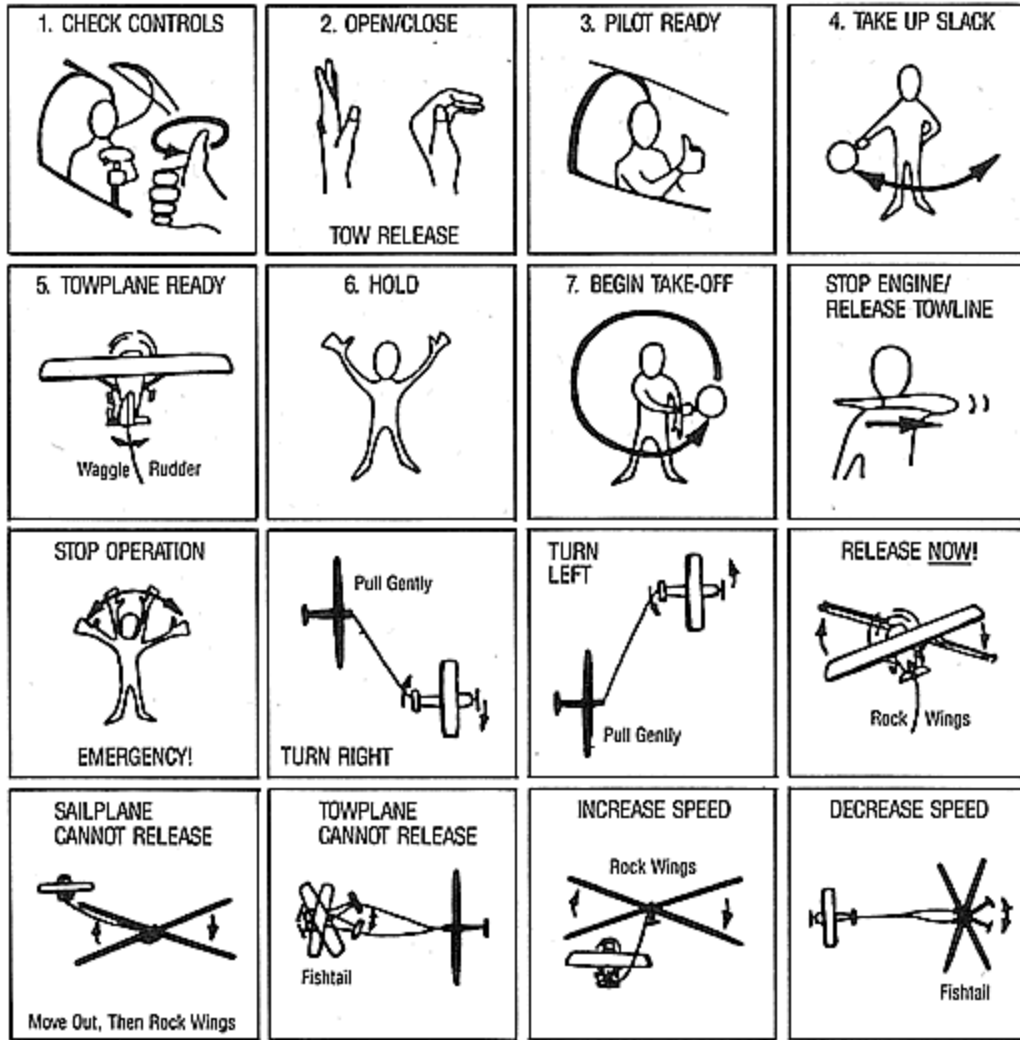 1. CHECK CONTROLS
2. OPEN/CLOSE
TOW RELEASE
3. PILOT READY
4. TAKE UP SLACK
5. TOWPLANE READY
Waggle Rudder
6. HOLD
7. BEGIN TAKE-OFF
STOP ENGINE/
RELEASE TOWLINE
STOP OPERATION
EMERGENCY!
Pull Gently
TURN RIGHT
TURN
LEFT
Pull Gently
RELEASE NOW!
Rock Wings
SAILPLANE
CANNOT RELEASE
Move Out, Then Rock Wings
TOWPLANE
CANNOT RELEASE
Fishtail
INCREASE SPEED
Rock Wings
DECREASE SPEED
Fishtail